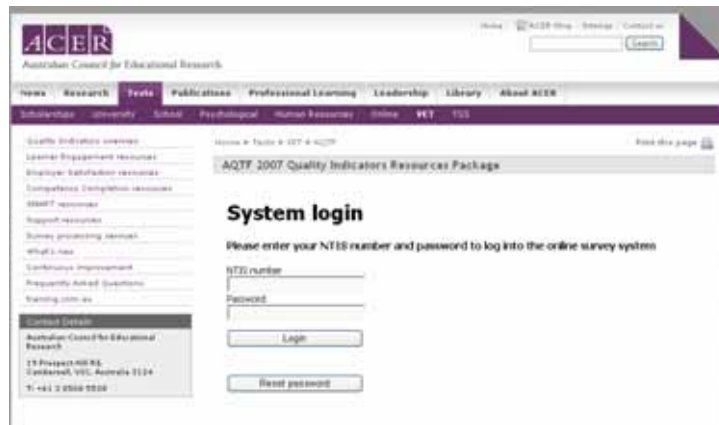 ACER
Australian Council for Educational Research
Home ACER Shop Sitemap Contact us
Search
News Research Tests Publications Professional Learning Leadership Library About ACER
Scholarships University School Psychological Human Resources Online VET TSS
Quality Indicators overview
Learner Engagement resources
Employer Satisfaction resources
Competency Completion resources
SMART resources
Support resources
Survey processing services
What's new
Continuous improvement
Frequently Asked Questions
training.com.au
Contact Details
Australian Council for Educational
Research
19 Prospect Hill Rd,
Camberwell, VIC, Australia 3124
Home > Tests > VET > AQTF
Print this page
AQTF 2007 Quality Indicators Resources Package
System login
Please enter your NTIS number and password to log into the online survey system
NTIS number
Password
Login
Reset password